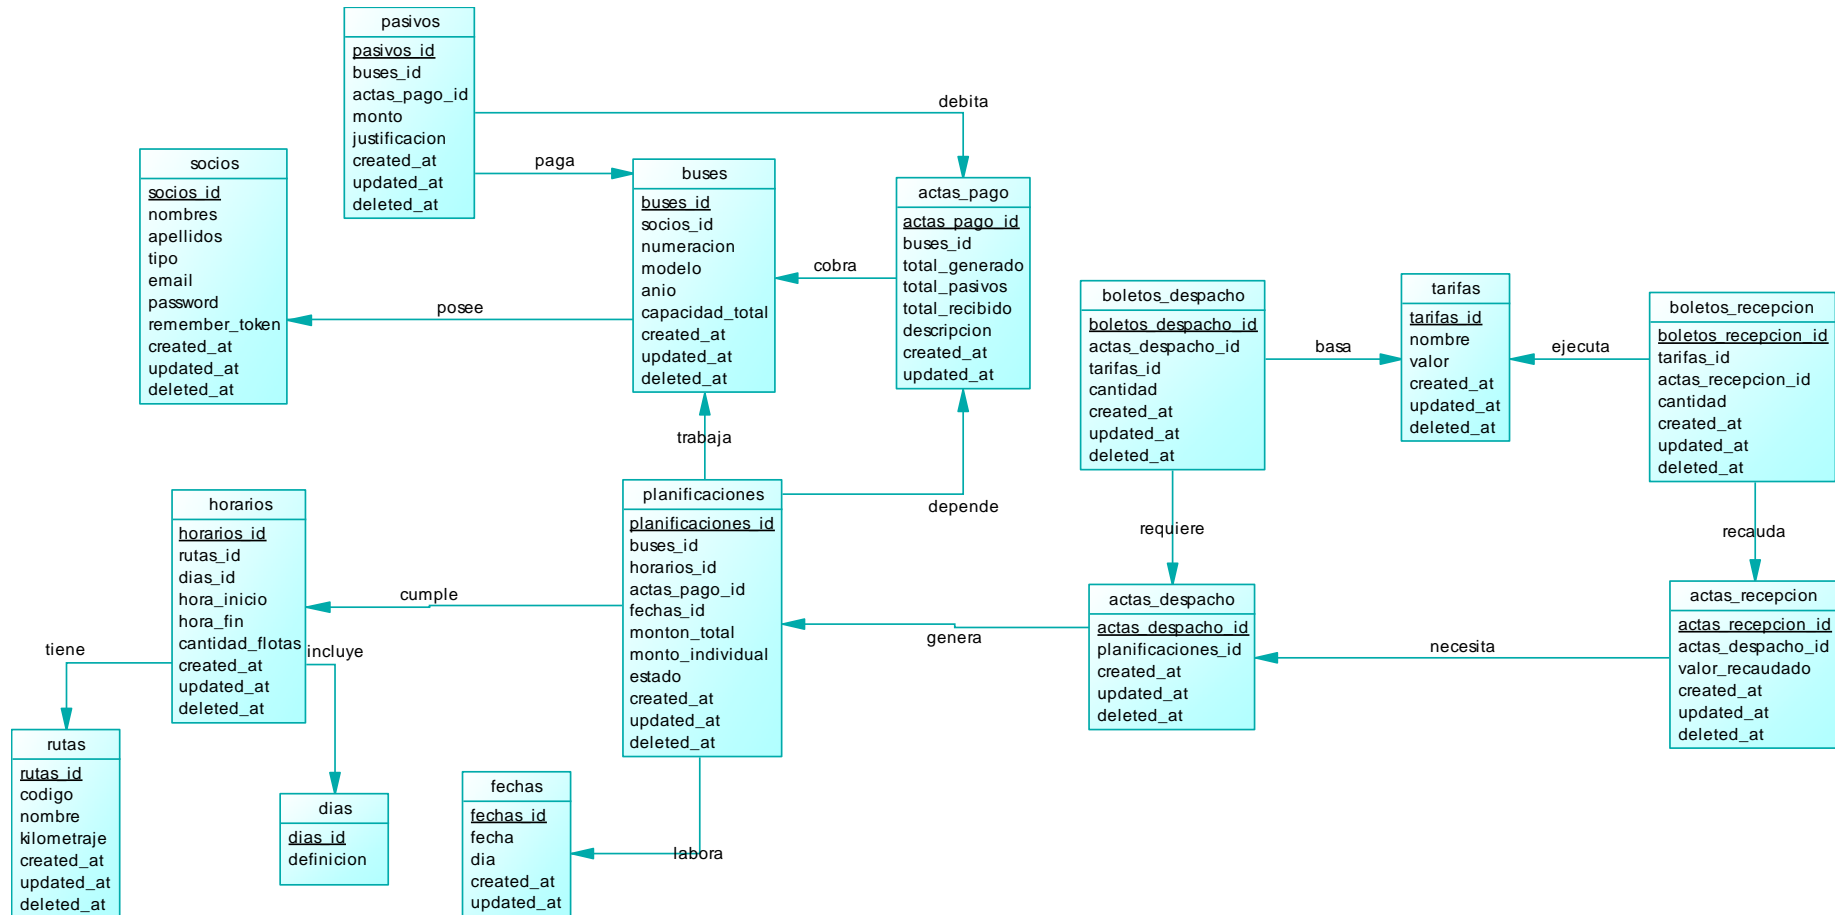 pasivos
pasivos_id
buses_id
actas_pago_id
monto
justificacion
created_at
updated_at
deleted_at
debita
paga
socios
socios_id
nombres
apellidos
tipo
email
password
remember_token
created_at
updated_at
deleted_at
posee
buses
buses_id
socios_id
numeracion
modelo
anio
capacidad_total
created_at
updated_at
deleted_at
cobra
actas_pago
actas_pago_id
buses_id
total_generado
total_pasivos
total_recibido
descripcion
created_at
updated_at
boletos_despacho
boletos_despacho_id
actas_despacho_id
tarifas_id
cantidad
created_at
updated_at
deleted_at
basa
tarifas
tarifas_id
nombre
valor
created_at
updated_at
deleted_at
ejecuta
boletos_recepcion
boletos_recepcion_id
tarifas_id
actas_recepcion_id
cantidad
created_at
updated_at
deleted_at
trabaja
depende
requiere
recauda
horarios
horarios_id
rutas_id
dias_id
hora_inicio
hora_fin
cantidad_flotas
created_at
updated_at
deleted_at
cumple
planificaciones
planificaciones_id
buses_id
horarios_id
actas_pago_id
fechas_id
monton_total
monto_individual
estado
created_at
updated_at
deleted_at
genera
actas_despacho
actas_despacho_id
planificaciones_id
created_at
updated_at
deleted_at
necesita
actas_recepcion
actas_recepcion_id
actas_despacho_id
valor_recaudado
created_at
updated_at
deleted_at
tiene
incluye
rutas
rutas_id
codigo
nombre
kilometraje
created_at
updated_at
deleted_at
dias
dias_id
definicion
fechas
fechas_id
fecha
dia
created_at
updated_at
labora